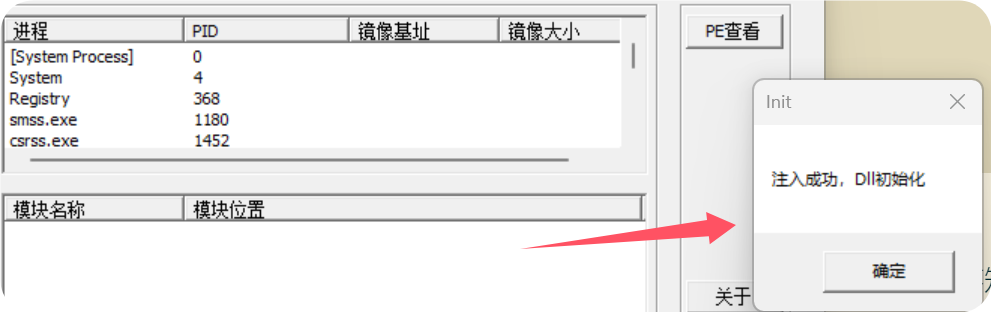 进程 PID 镜像基址 镜像大小
[System Process] 0
System 4
Registry 368
smss.exe 1180
csrss.exe 1452
模块名称 模块位置
PE查看
关于
Init
注入成功，Dll初始化
确定